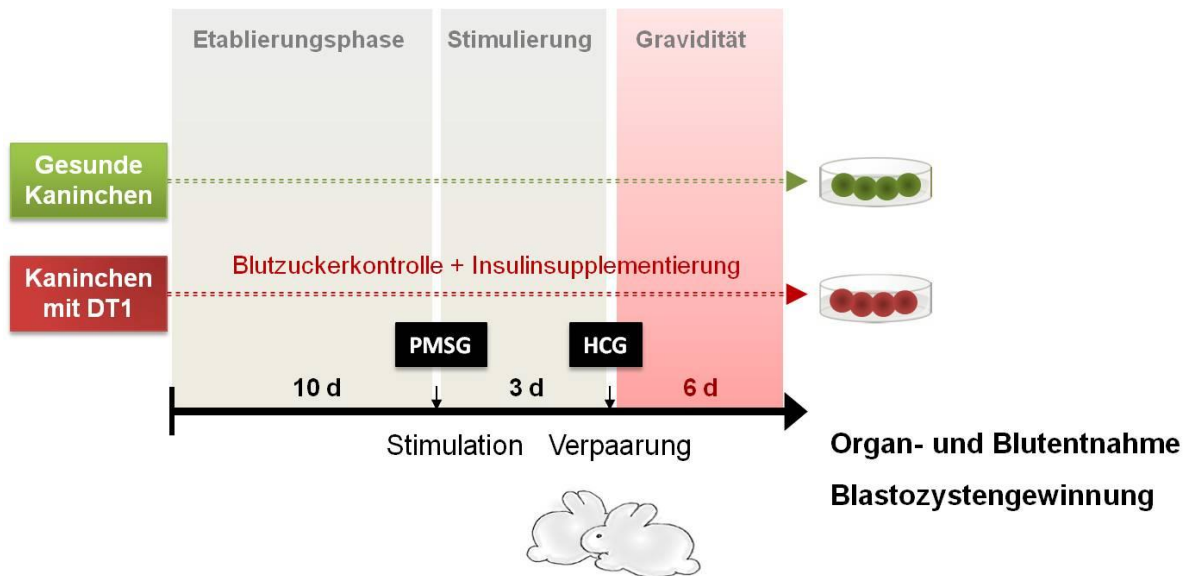 Etablierungsphase
Stimulierung
Gravidität
Gesunde
Kaninchen
Blutzuckerkontrolle + Insulinsupplementierung
Kaninchen
mit DT1
PMSG
HCG
10 d
3 d
6 d
Stimulation
Verpaarung
Organ- und Blutentnahme
Blastozystengewinnung